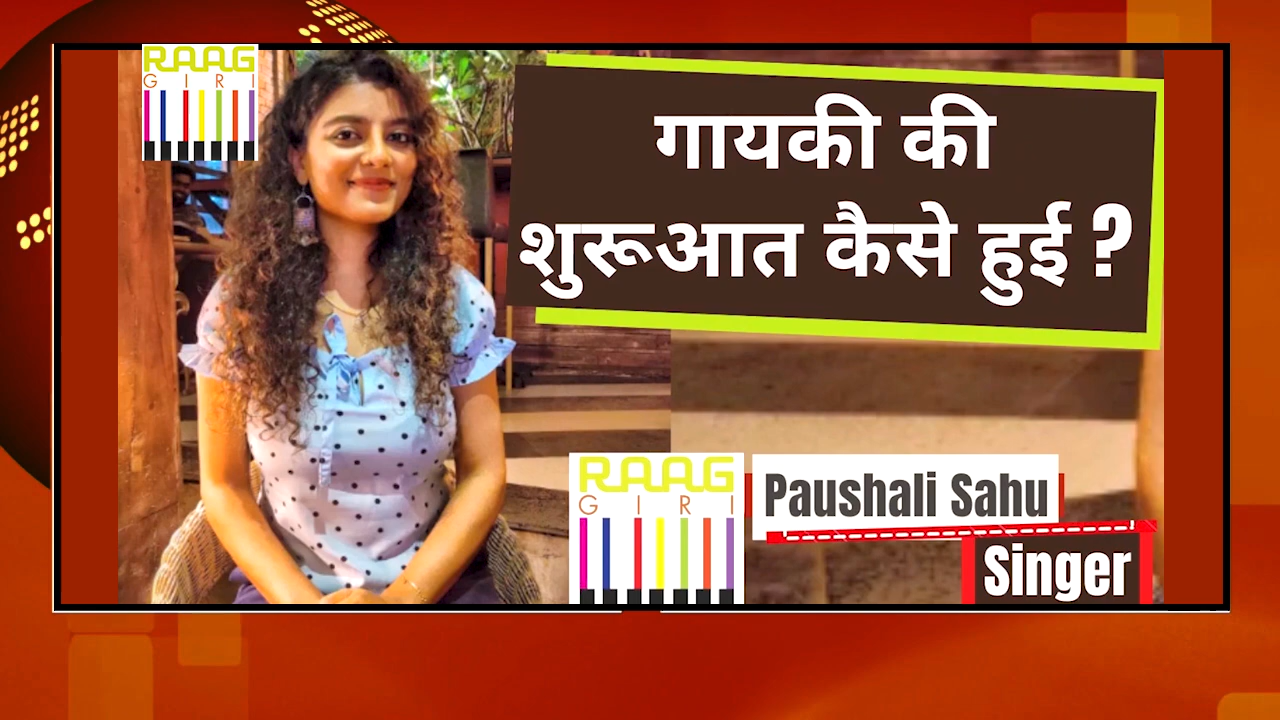 RAAG
GIRI
गायकी की
शुरूआत कैसे हुई ?
RAAG
GIRI
Paushali Sahu
Singer